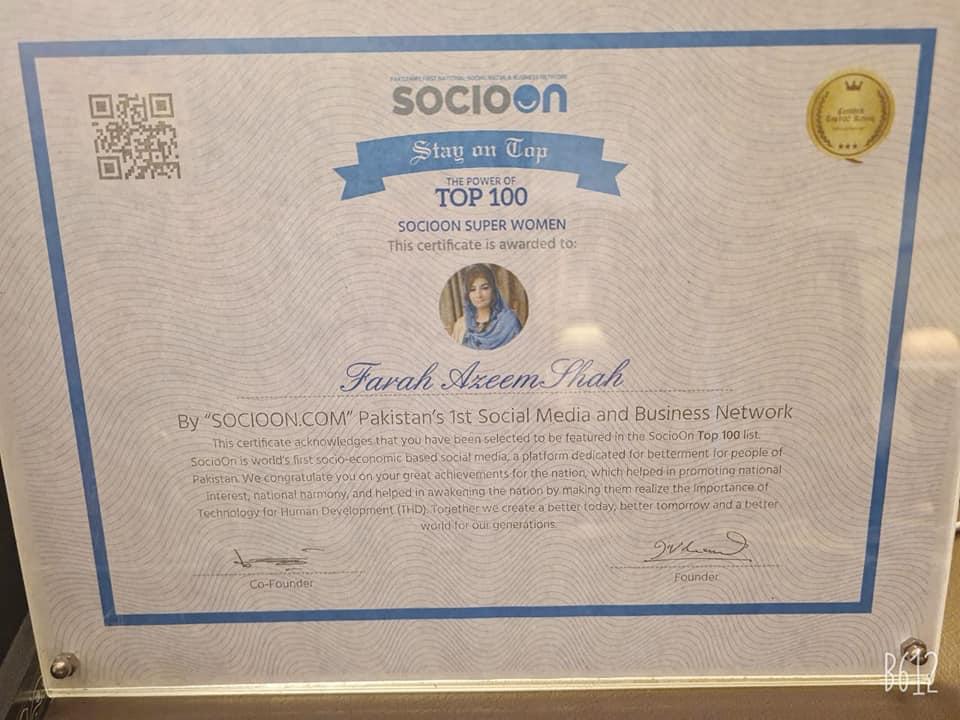 PAKISTAN'S FIRST NATIONAL SOCIAL MEDIA & BUSINESS NETWORK
SOCIOON
Stay on Top
THE POWER OF
TOP 100
SOCIOON SUPER WOMEN
This certificate is awarded to:
Farah Azeem Shah
By "SOCIOON.COM" Pakistan's 1st Social Media and Business Network
This certificate acknowledges that you have been selected to be featured in the SocioOn Top 100 list.
SocioOn is world's first socio-economic based social media, a platform dedicated for betterment for people of
Pakistan. We congratulate you on your great achievements for the nation, which helped in promoting national
interest, national harmony, and helped in awakening the nation by making them realize the Importance of
Technology for Human Development (THD). Together we create a better today, better tomorrow and a better
world for our generations.
Co-Founder
Founder
B612